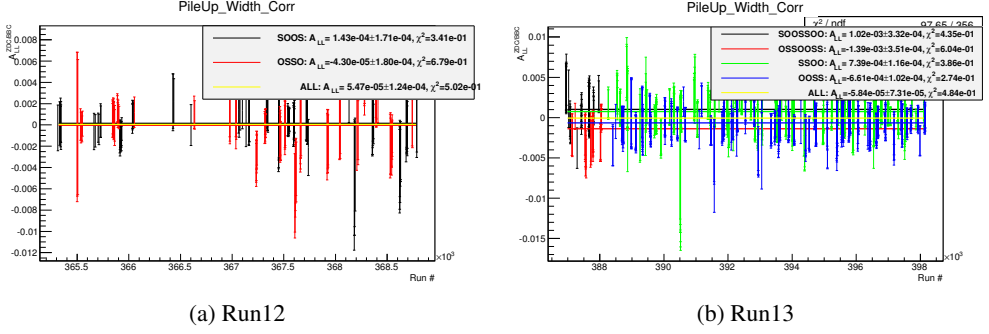 PileUp_Width_Corr
A_LL^ZDC/BBC
SOOS: A_LL= 1.43e-04±1.71e-04, χ²=3.41e-01
OSSO: A_LL=-4.30e-05±1.80e-04, χ²=6.79e-01
ALL: A_LL= 5.47e-05±1.24e-04, χ²=5.02e-01
0.008
0.006
0.004
0.002
0
-0.002
-0.004
-0.006
-0.008
-0.01
-0.012
365.5 366 366.5 367 367.5 368 368.5
×10³
Run #
(a) Run12
PileUp_Width_Corr
A_LL^ZDC/BBC
χ² / ndf 97.65 / 356
SOOSSOO: A_LL= 1.02e-03±3.32e-04, χ²=4.35e-01
OSSOOSS: A_LL=-1.39e-03±3.51e-04, χ²=6.04e-01
SSOO: A_LL= 7.39e-04±1.16e-04, χ²=3.86e-01
OOSS: A_LL=-6.61e-04±1.02e-04, χ²=2.74e-01
ALL: A_LL=-5.84e-05±7.31e-05, χ²=4.84e-01
0.01
0.005
0
-0.005
-0.01
-0.015
388 390 392 394 396 398
×10³
Run #
(b) Run13